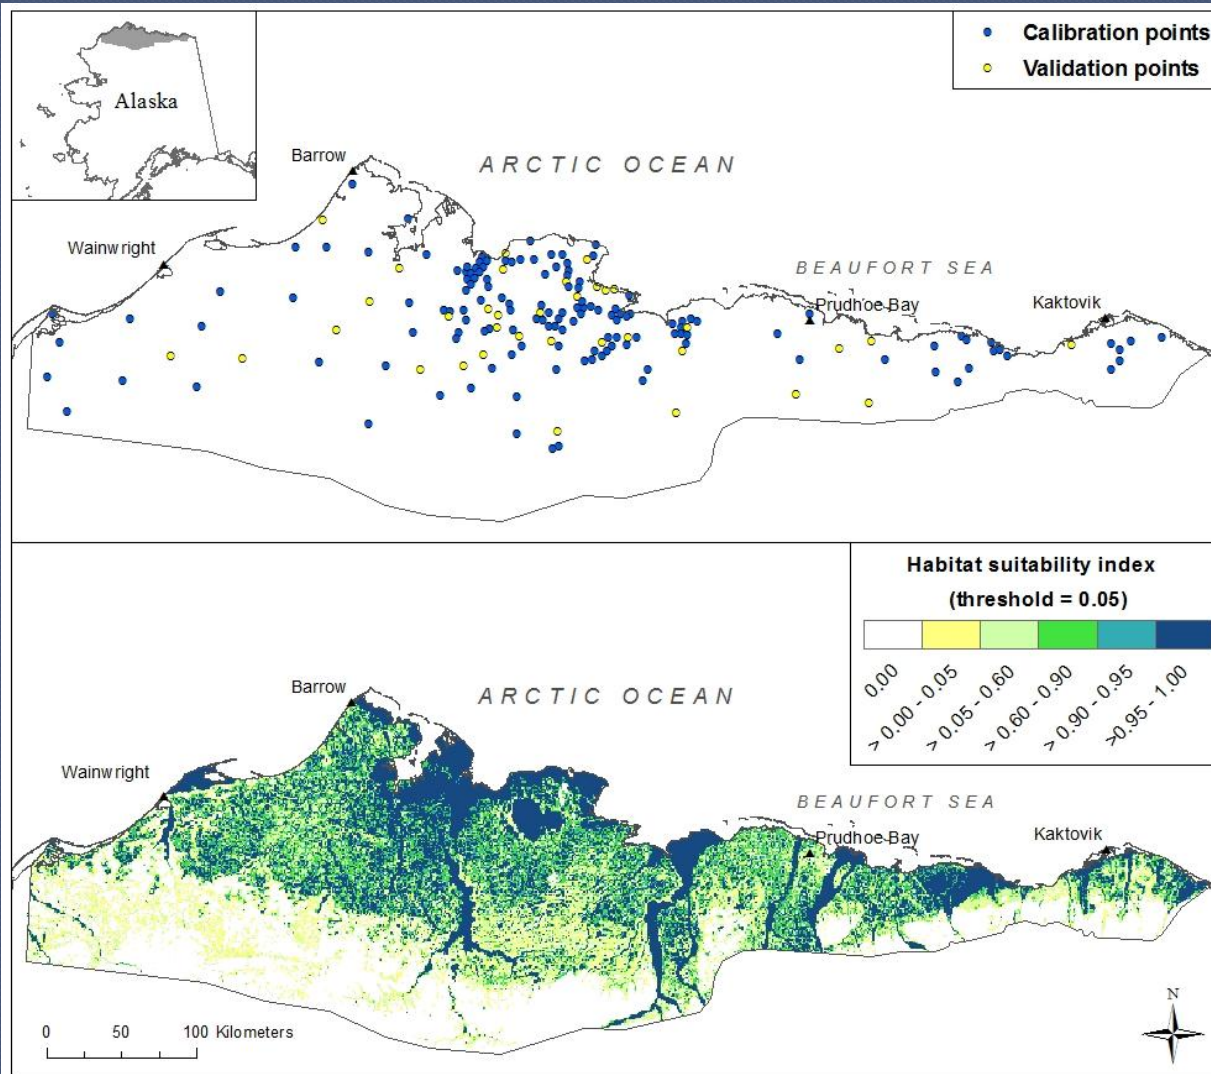 Alaska
Calibration points
Validation points
Barrow
ARCTIC OCEAN
Wainwright
BEAUFORT SEA
Prudhoe Bay
Kaktovik
Habitat suitability index
(threshold = 0.05)
0.00
> 0.00 - 0.05
> 0.05 - 0.60
> 0.60 - 0.90
> 0.90 - 0.95
>0.95 - 1.00
Barrow
ARCTIC OCEAN
Wainwright
BEAUFORT SEA
Prudhoe Bay
Kaktovik
0 50 100 Kilometers
N